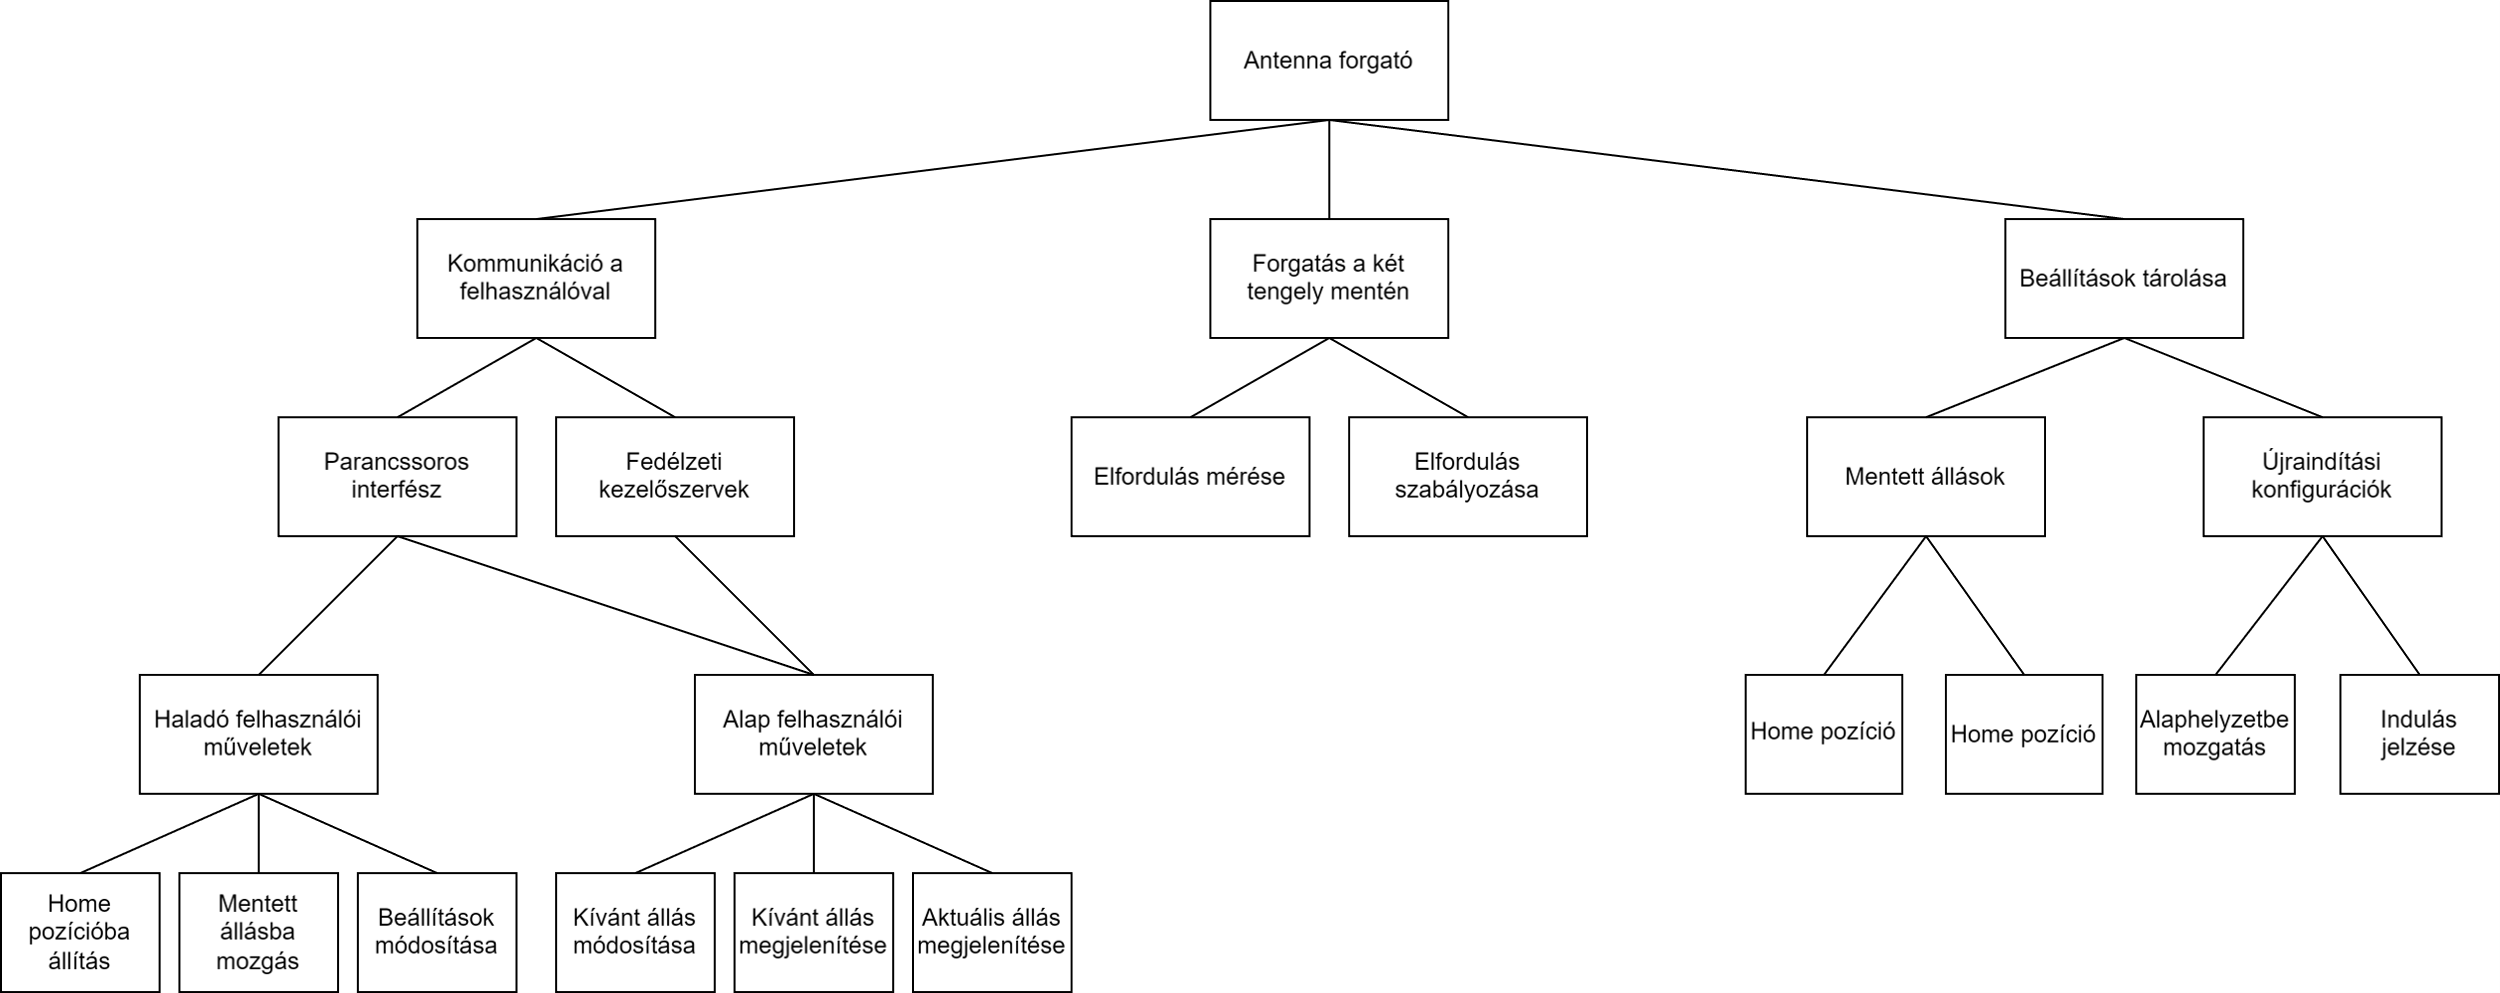 Antenna forgató
Kommunikáció a
felhasználóval
Forgatás a két
tengely mentén
Beállítások tárolása
Parancssoros
interfész
Fedélzeti
kezelőszervek
Elfordulás mérése
Elfordulás
szabályozása
Mentett állások
Újraindítási
konfigurációk
Haladó felhasználói
műveletek
Alap felhasználói
műveletek
Home pozíció
Home pozíció
Alaphelyzetbe
mozgatás
Indulás
jelzése
Home
pozícióba
állítás
Mentett
állásba
mozgás
Beállítások
módosítása
Kívánt állás
módosítása
Kívánt állás
megjelenítése
Aktuális állás
megjelenítése